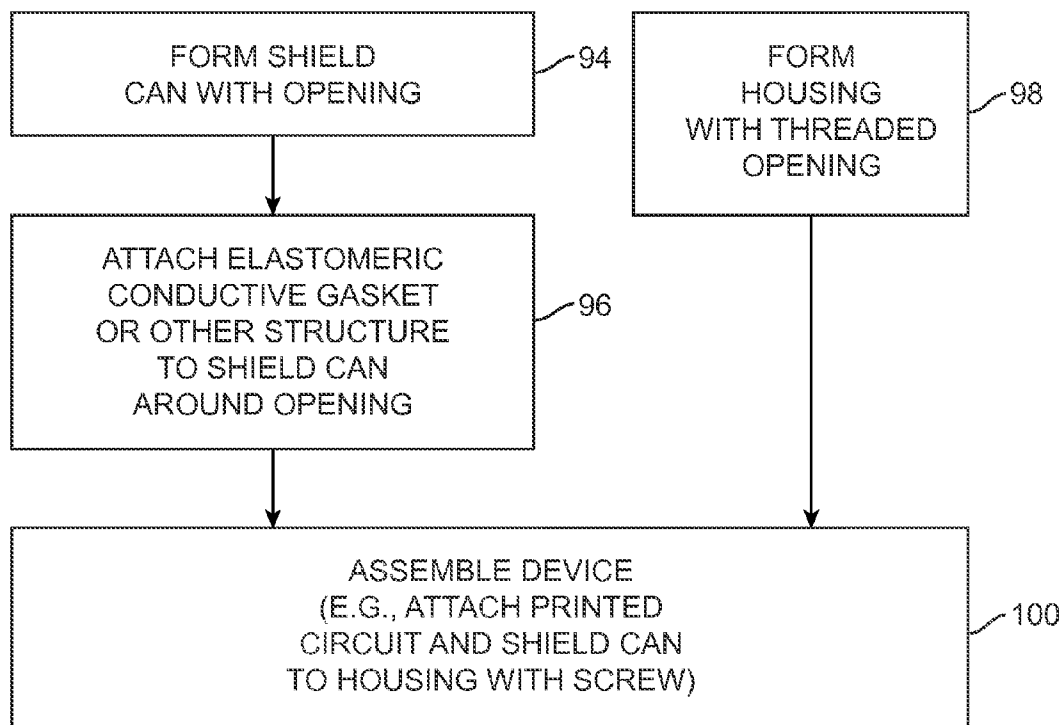 FORM SHIELD
CAN WITH OPENING
94
FORM
HOUSING
WITH THREADED
OPENING
98
ATTACH ELASTOMERIC
CONDUCTIVE GASKET
OR OTHER STRUCTURE
TO SHIELD CAN
AROUND OPENING
96
ASSEMBLE DEVICE
(E.G., ATTACH PRINTED
CIRCUIT AND SHIELD CAN
TO HOUSING WITH SCREW)
100